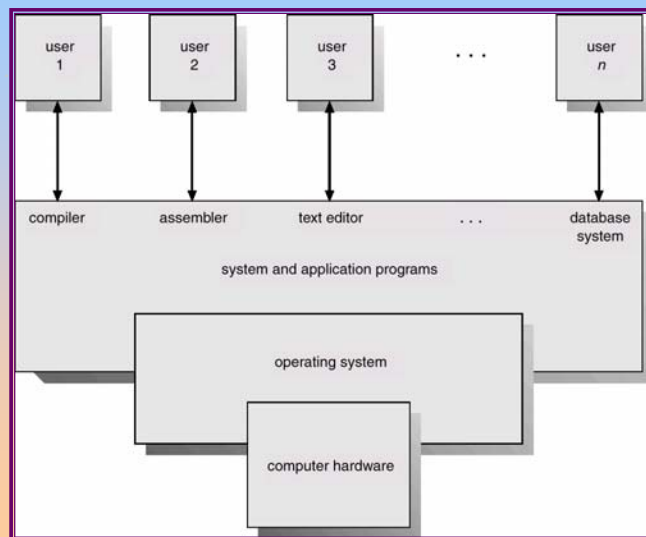 user
1
user
2
user
3
. . .
user
n
compiler
assembler
text editor
. . .
database
system
system and application programs
operating system
computer hardware